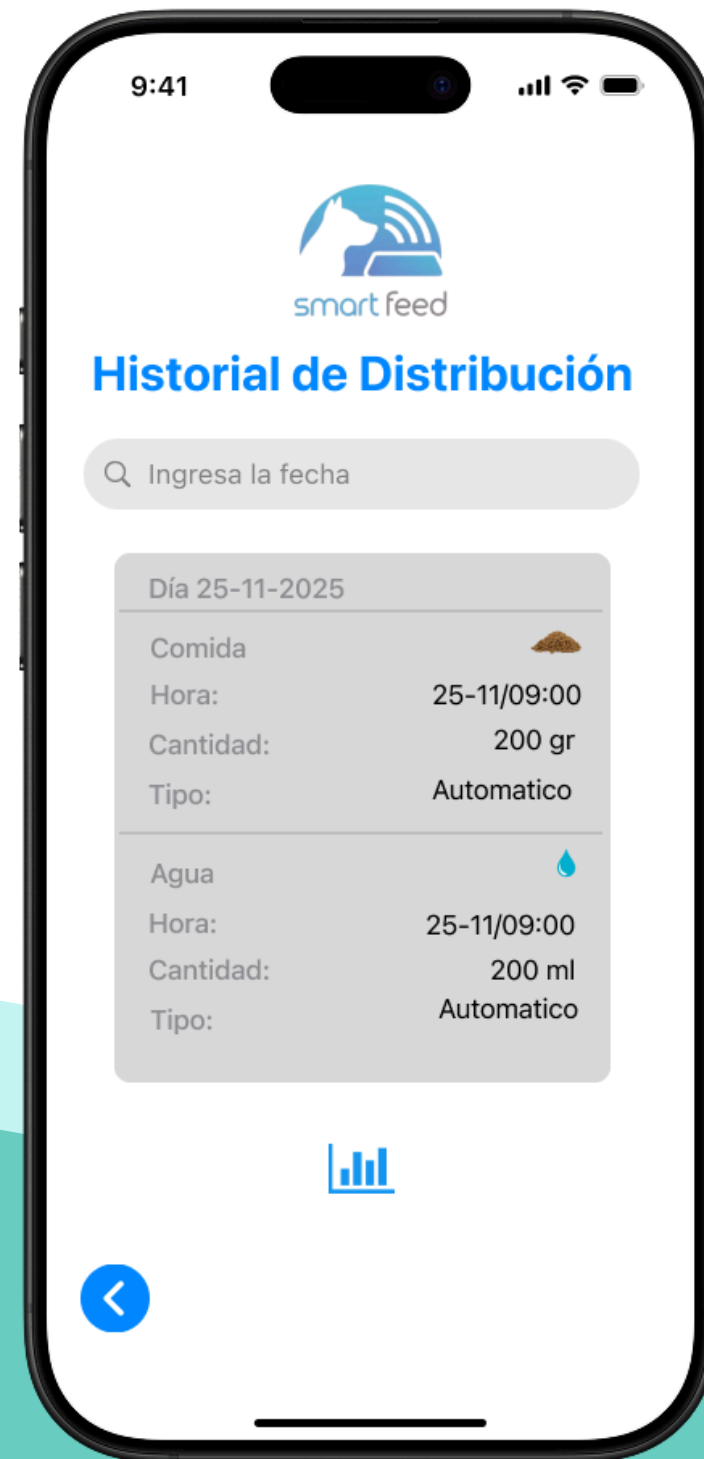 9:41
smart feed
Historial de Distribución
Ingresa la fecha
Día 25-11-2025
Comida
Hora: 25-11/09:00
Cantidad: 200 gr
Tipo: Automatico
Agua
Hora: 25-11/09:00
Cantidad: 200 ml
Tipo: Automatico